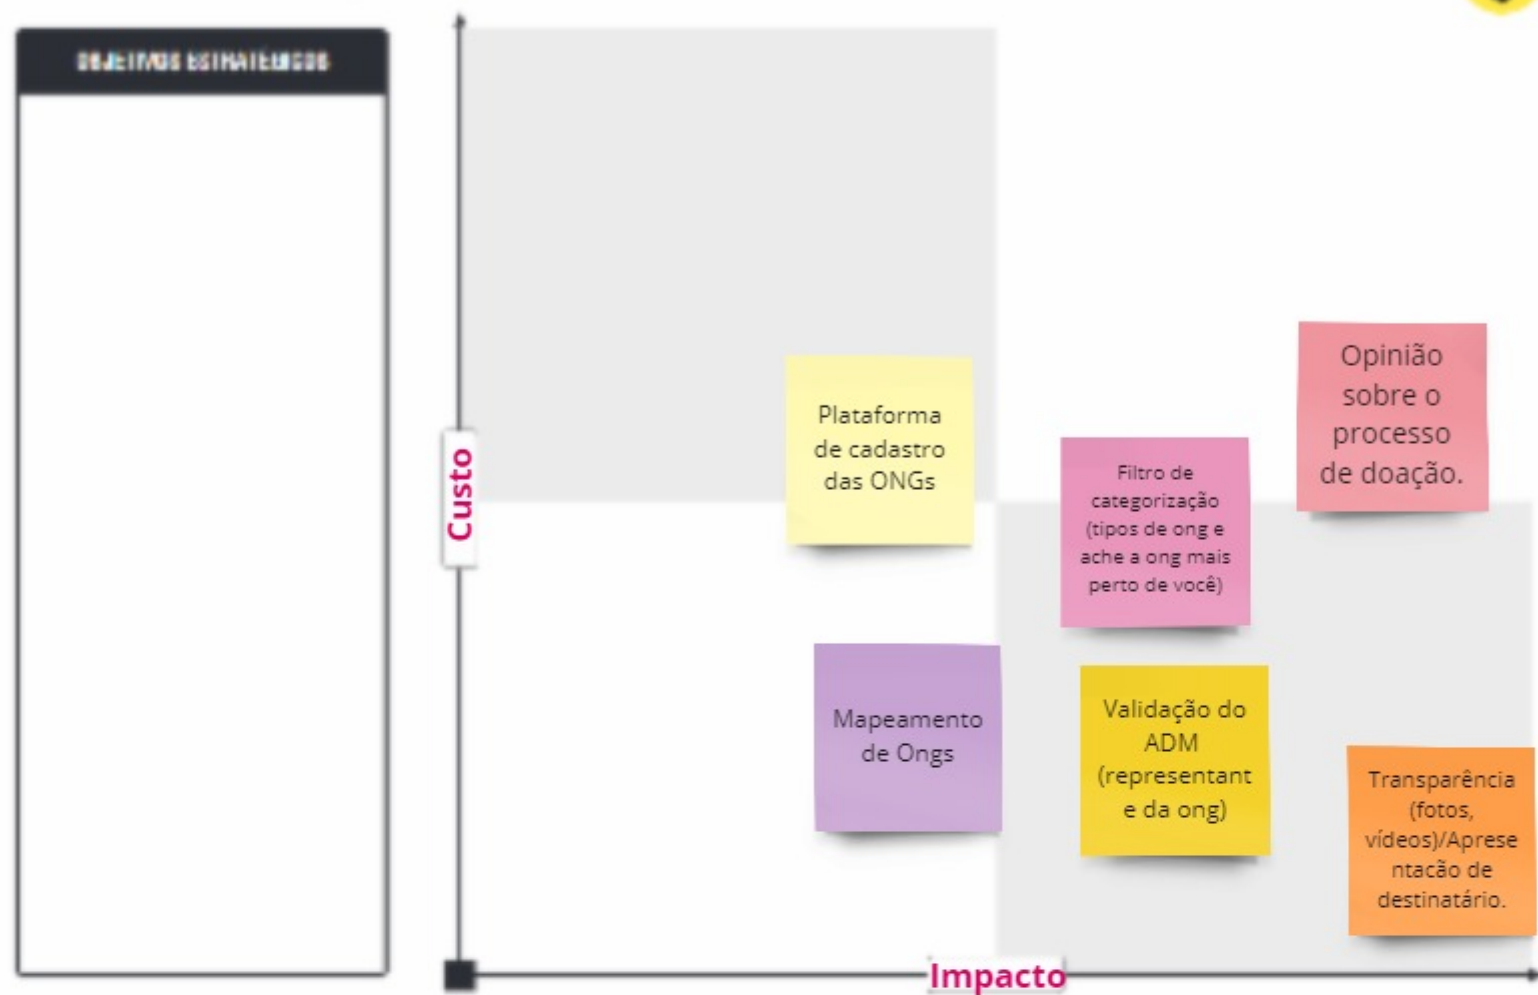 OBJETIVOS ESTRATÉGICOS
Custo
Plataforma
de cadastro
das ONGs
Filtro de
categorização
(tipos de ong e
ache a ong mais
perto de você)
Opinião
sobre o
processo
de doação.
Mapeamento
de Ongs
Validação do
ADM
(representant
e da ong)
Transparência
(fotos,
vídeos)/Aprese
ntacão de
destinatário.
Impacto